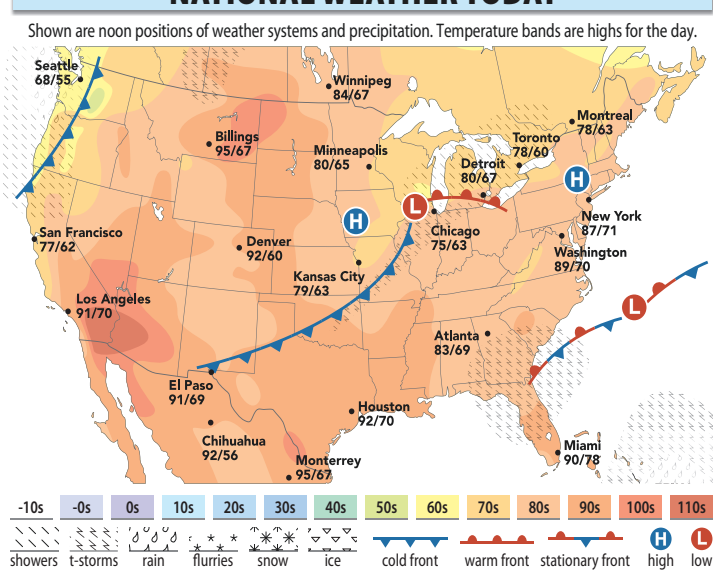 NATIONAL WEATHER TODAY
Shown are noon positions of weather systems and precipitation. Temperature bands are highs for the day.
Seattle
68/55
Winnipeg
84/67
Billings
95/67
Minneapolis
80/65
Montreal
78/63
Toronto
78/60
Detroit
80/67
H
New York
87/71
Washington
89/70
L
Chicago
75/63
H
Kansas City
79/63
Denver
92/60
San Francisco
77/62
Los Angeles
91/70
L
Atlanta
83/69
El Paso
91/69
Houston
92/70
Chihuahua
92/56
Monterrey
95/67
Miami
90/78
-10s -0s 0s 10s 20s 30s 40s 50s 60s 70s 80s 90s 100s 110s
H L
showers t-storms rain flurries snow ice cold front warm front stationary front high low